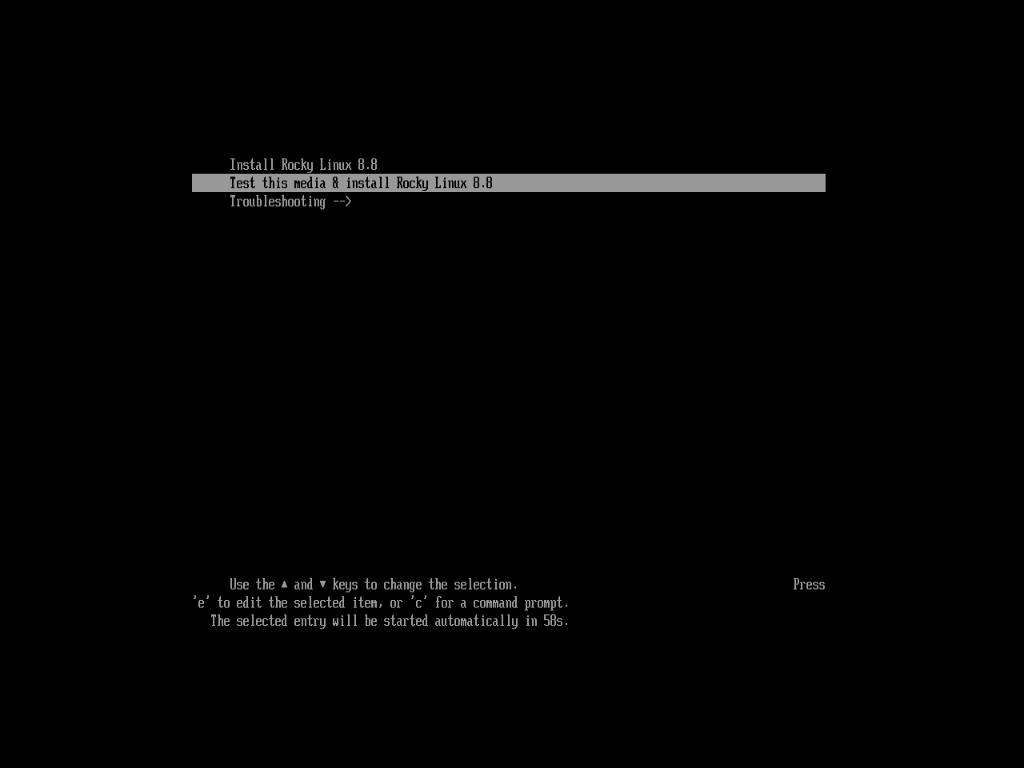 Install Rocky Linux 8.8
Test this media & install Rocky Linux 8.8
Troubleshooting -->
Use the ▲ and ▼ keys to change the selection. Press
'e' to edit the selected item, or 'c' for a command prompt.
The selected entry will be started automatically in 58s.